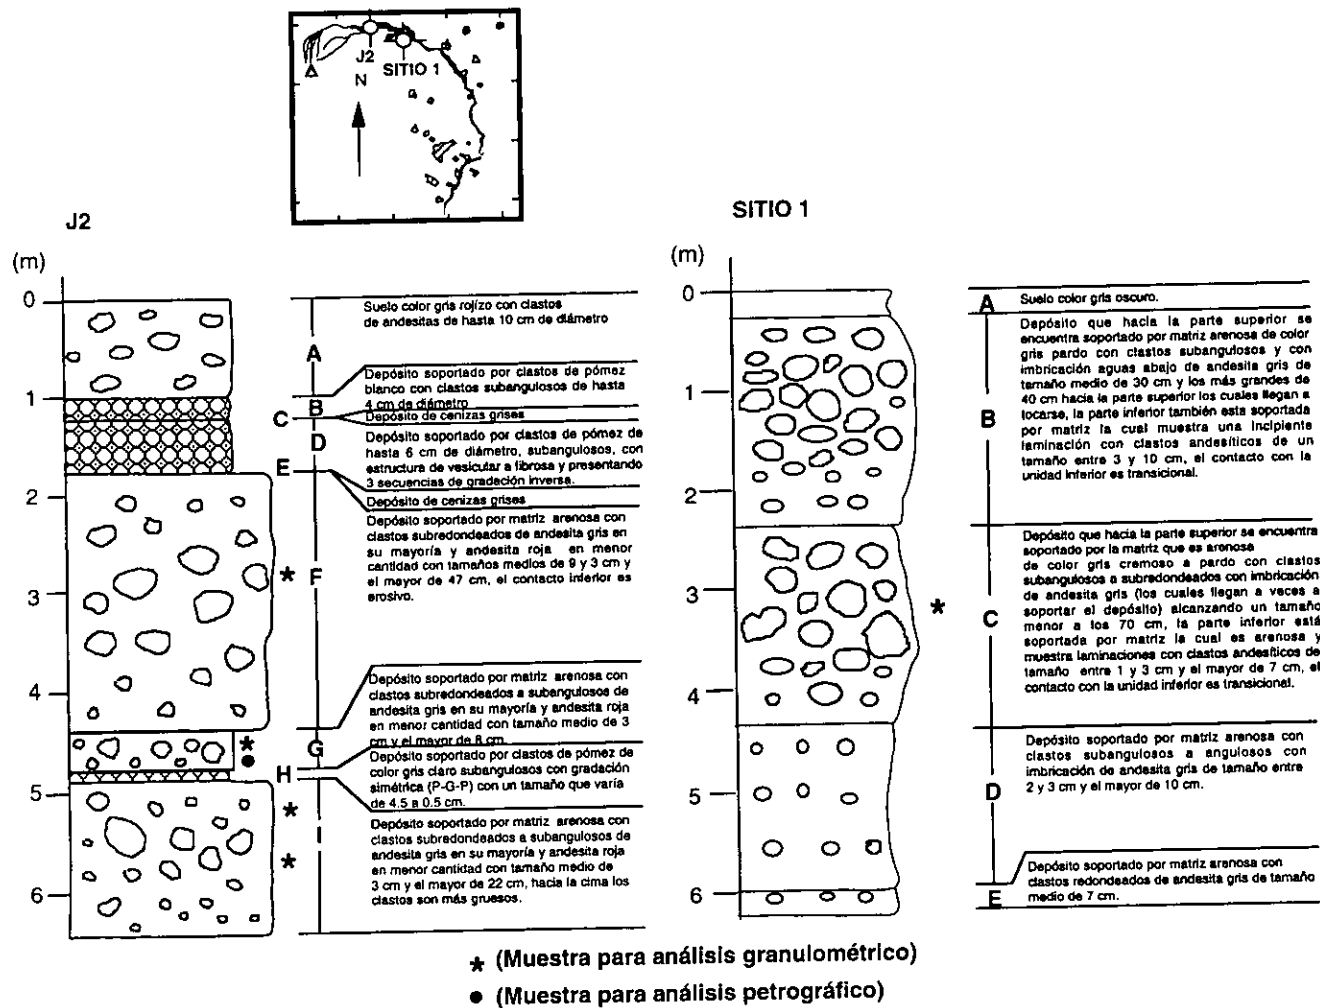 J2
SITIO 1
N
J2
(m)
0
1
2
3
4
5
6
A
B
C
D
E
F
G
H
I
Suelo color gris rojízo con clastos
de andesitas de hasta 10 cm de diámetro
Depósito soportado por clastos de pómez
blanco con clastos subangulosos de hasta
4 cm de diámetro
Depósito de cenizas grises
Depósito soportado por clastos de pómez de
hasta 6 cm de diámetro, subangulosos, con
estructura de vesicular a fibrosa y presentando
3 secuencias de gradación inversa.
Depósito de cenizas grises
Depósito soportado por matriz arenosa con
clastos subredondeados de andesita gris en
su mayoría y andesita roja en menor
cantidad con tamaños medios de 9 y 3 cm y
el mayor de 47 cm, el contacto inferior es
erosivo.
Depósito soportado por matriz arenosa con
clastos subredondeados a subangulosos de
andesita gris en su mayoría y andesita roja
en menor cantidad con tamaño medio de 3
cm y el mayor de 8 cm.
Depósito soportado por clastos de pómez de
color gris claro subangulosos con gradación
simétrica (P-G-P) con un tamaño que varía
de 4.5 a 0.5 cm.
Depósito soportado por matriz arenosa con
clastos subredondeados a subangulosos de
andesita gris en su mayoría y andesita roja
en menor cantidad con tamaño medio de
3 cm y el mayor de 22 cm, hacia la cima los
clastos son más gruesos.
SITIO 1
(m)
0
1
2
3
4
5
6
A
B
C
D
E
Suelo color gris oscuro.
Depósito que hacia la parte superior se
encuentra soportado por matriz arenosa de color
gris pardo con clastos subangulosos y con
imbricación aguas abajo de andesita gris de
tamaño medio de 30 cm y los más grandes de
40 cm hacia la parte superior los cuales llegan a
tocarse, la parte inferior también esta soportada
por matriz la cual muestra una incipiente
laminación con clastos andesíticos de un
tamaño entre 3 y 10 cm, el contacto con la
unidad inferior es transicional.
Depósito que hacia la parte superior se encuentra
soportado por la matriz que es arenosa
de color gris cremoso a pardo con clastos
subangulosos a subredondeados con imbricación
de andesita gris (los cuales llegan a veces a
soportar el depósito) alcanzando un tamaño
menor a los 70 cm, la parte inferior está
soportada por matriz la cual es arenosa y
muestra laminaciones con clastos andesíticos de
tamaño entre 1 y 3 cm y el mayor de 7 cm, el
contacto con la unidad inferior es transicional.
Depósito soportado por matriz arenosa con
clastos subangulosos a angulosos con
imbricación de andesita gris de tamaño entre
2 y 3 cm y el mayor de 10 cm.
Depósito soportado por matriz arenosa con
clastos redondeados de andesita gris de tamaño
medio de 7 cm.
* (Muestra para análisis granulométrico)
● (Muestra para análisis petrográfico)